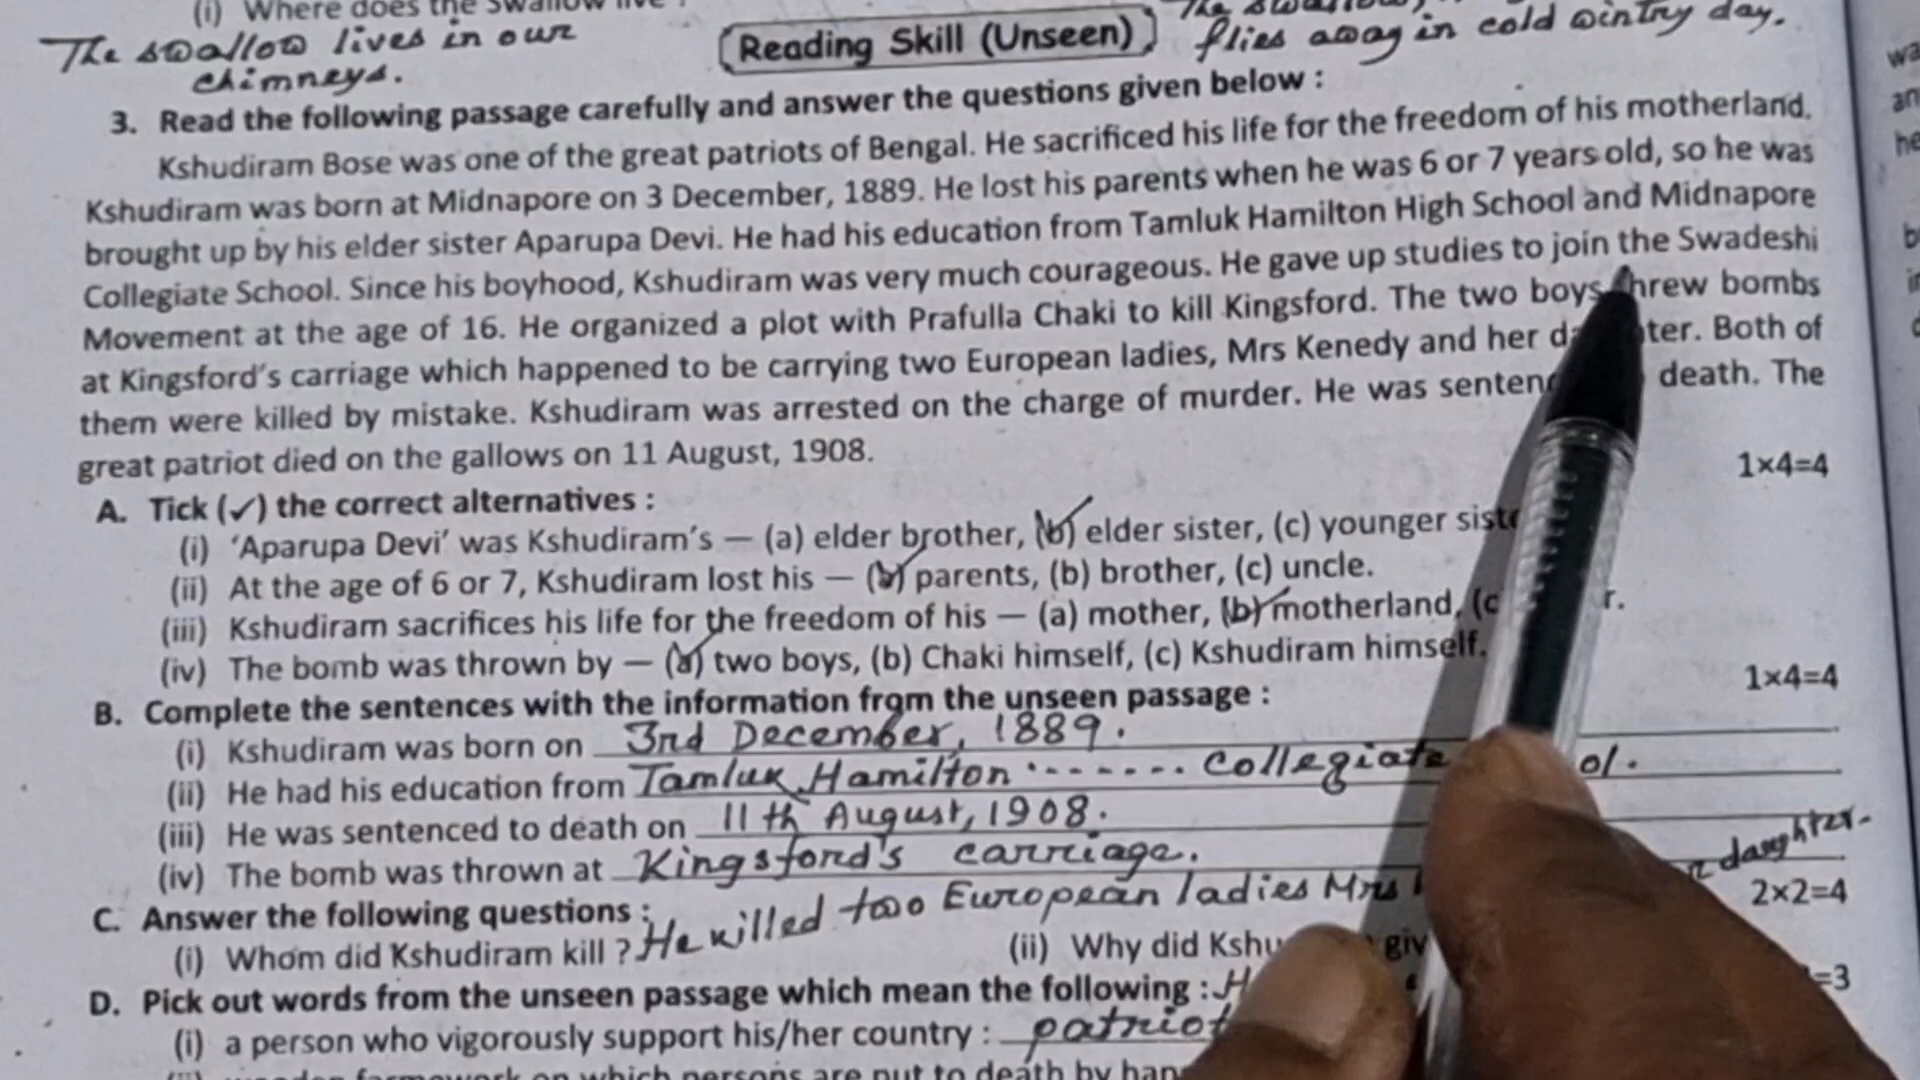 (i) Where does the Swallow live ?
The swallow lives in our
chimneys.
Reading Skill (Unseen)
The
flies away in cold wintry day.
3. Read the following passage carefully and answer the questions given below :
Kshudiram Bose was one of the great patriots of Bengal. He sacrificed his life for the freedom of his motherland.
Kshudiram was born at Midnapore on 3 December, 1889. He lost his parents when he was 6 or 7 years old, so he was
brought up by his elder sister Aparupa Devi. He had his education from Tamluk Hamilton High School and Midnapore
Collegiate School. Since his boyhood, Kshudiram was very much courageous. He gave up studies to join the Swadeshi
Movement at the age of 16. He organized a plot with Prafulla Chaki to kill Kingsford. The two boys threw bombs
at Kingsford's carriage which happened to be carrying two European ladies, Mrs Kenedy and her daughter. Both of
them were killed by mistake. Kshudiram was arrested on the charge of murder. He was sentenced death. The
great patriot died on the gallows on 11 August, 1908.
A. Tick (✓) the correct alternatives : 1×4=4
(i) 'Aparupa Devi' was Kshudiram's — (a) elder brother, (b) elder sister, (c) younger sister
(ii) At the age of 6 or 7, Kshudiram lost his — (a) parents, (b) brother, (c) uncle.
(iii) Kshudiram sacrifices his life for the freedom of his — (a) mother, (b) motherland, (c
(iv) The bomb was thrown by — (a) two boys, (b) Chaki himself, (c) Kshudiram himself.
B. Complete the sentences with the information from the unseen passage : 1×4=4
(i) Kshudiram was born on 3rd December, 1889.
(ii) He had his education from Tamluk Hamilton ....... Collegiate
(iii) He was sentenced to death on 11th August, 1908.
(iv) The bomb was thrown at Kingsford's carriage.
C. Answer the following questions : 2×2=4
(i) Whom did Kshudiram kill ? He killed two European ladies Mrs daughter.
(ii) Why did
D. Pick out words from the unseen passage which mean the following : =3
(i) a person who vigorously support his/her country : patriot
on which persons are put to death by